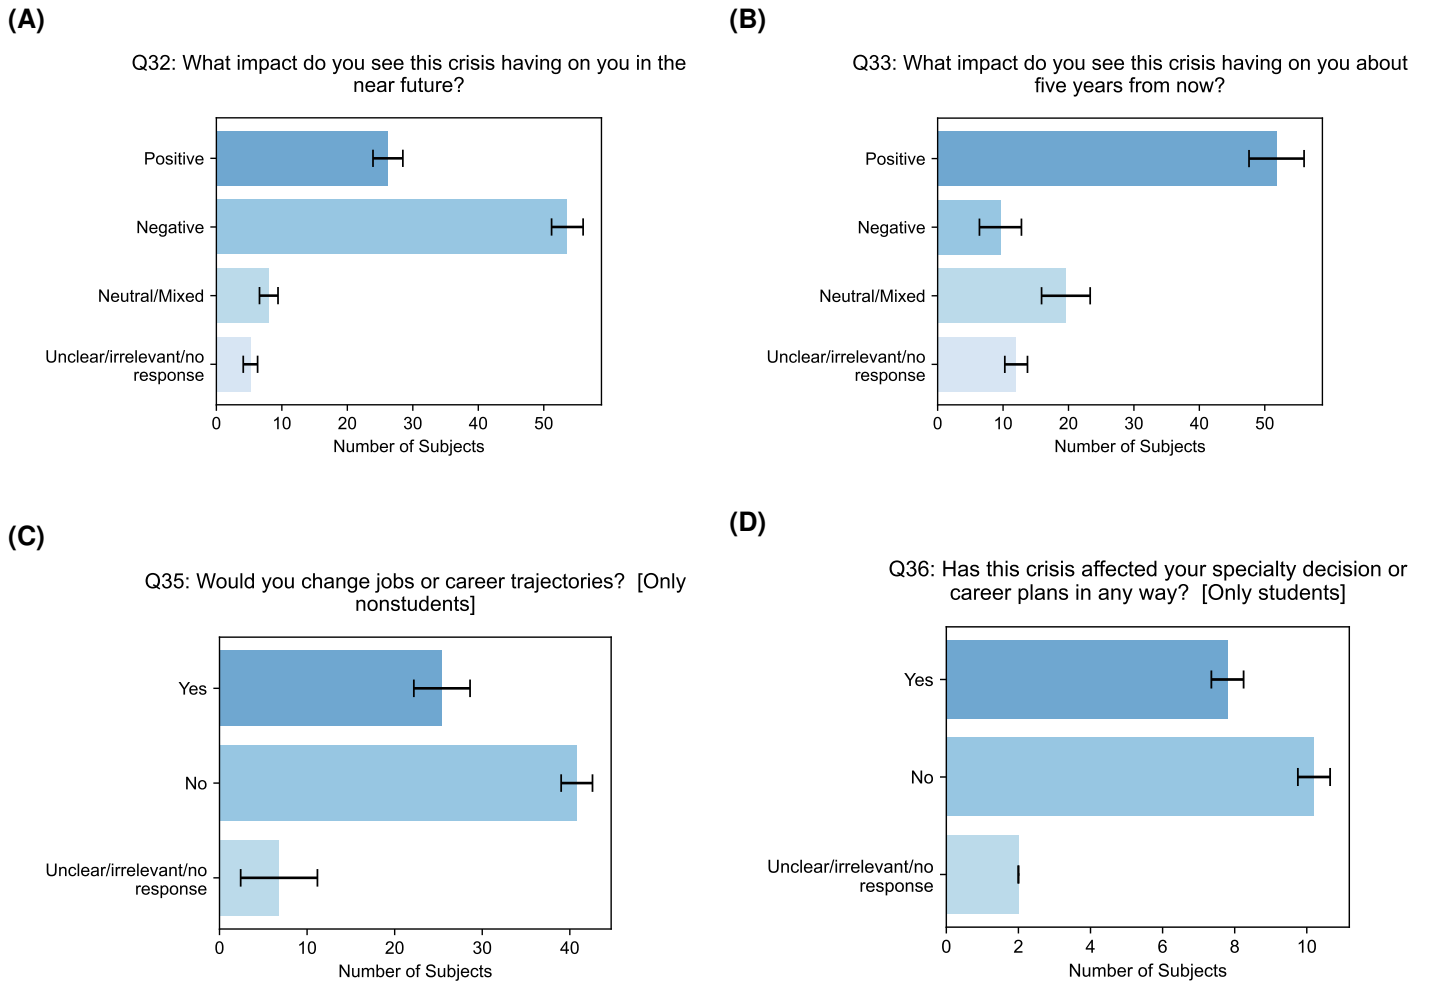 (A)
Q32: What impact do you see this crisis having on you in the
near future?
Positive
Negative
Neutral/Mixed
Unclear/irrelevant/no
response
0 10 20 30 40 50
Number of Subjects
(B)
Q33: What impact do you see this crisis having on you about
five years from now?
Positive
Negative
Neutral/Mixed
Unclear/irrelevant/no
response
0 10 20 30 40 50
Number of Subjects
(C)
Q35: Would you change jobs or career trajectories?  [Only
nonstudents]
Yes
No
Unclear/irrelevant/no
response
0 10 20 30 40
Number of Subjects
(D)
Q36: Has this crisis affected your specialty decision or
career plans in any way?  [Only students]
Yes
No
Unclear/irrelevant/no
response
0 2 4 6 8 10
Number of Subjects